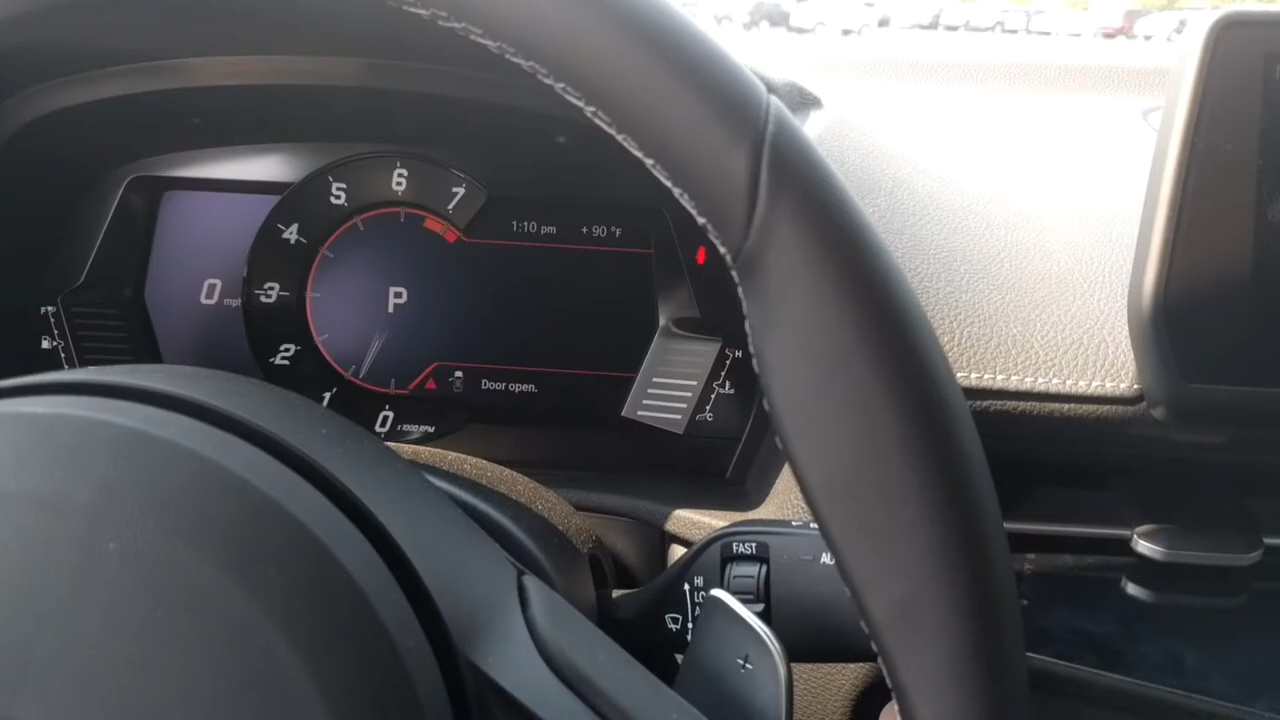 1:10 pm +90 °F
7
6
5
4
3
2
1
0
x 1000 RPM
P
0 mph
F
Door open.
H
C
FAST
HI
LO
+